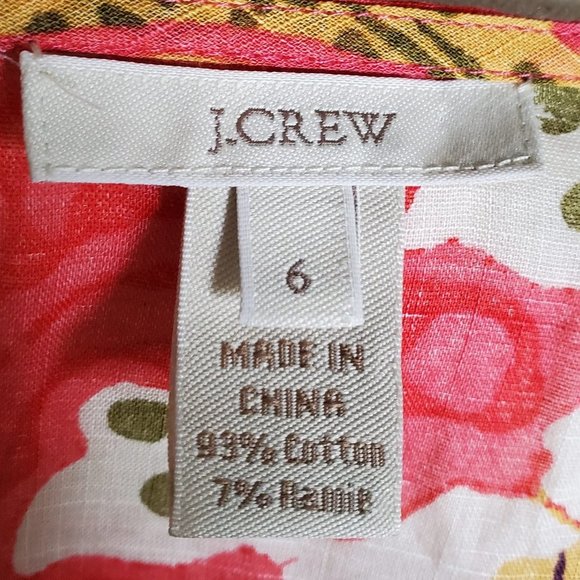 J.CREW
6
MADE IN
CHINA
93% Cotton
7% Ramie